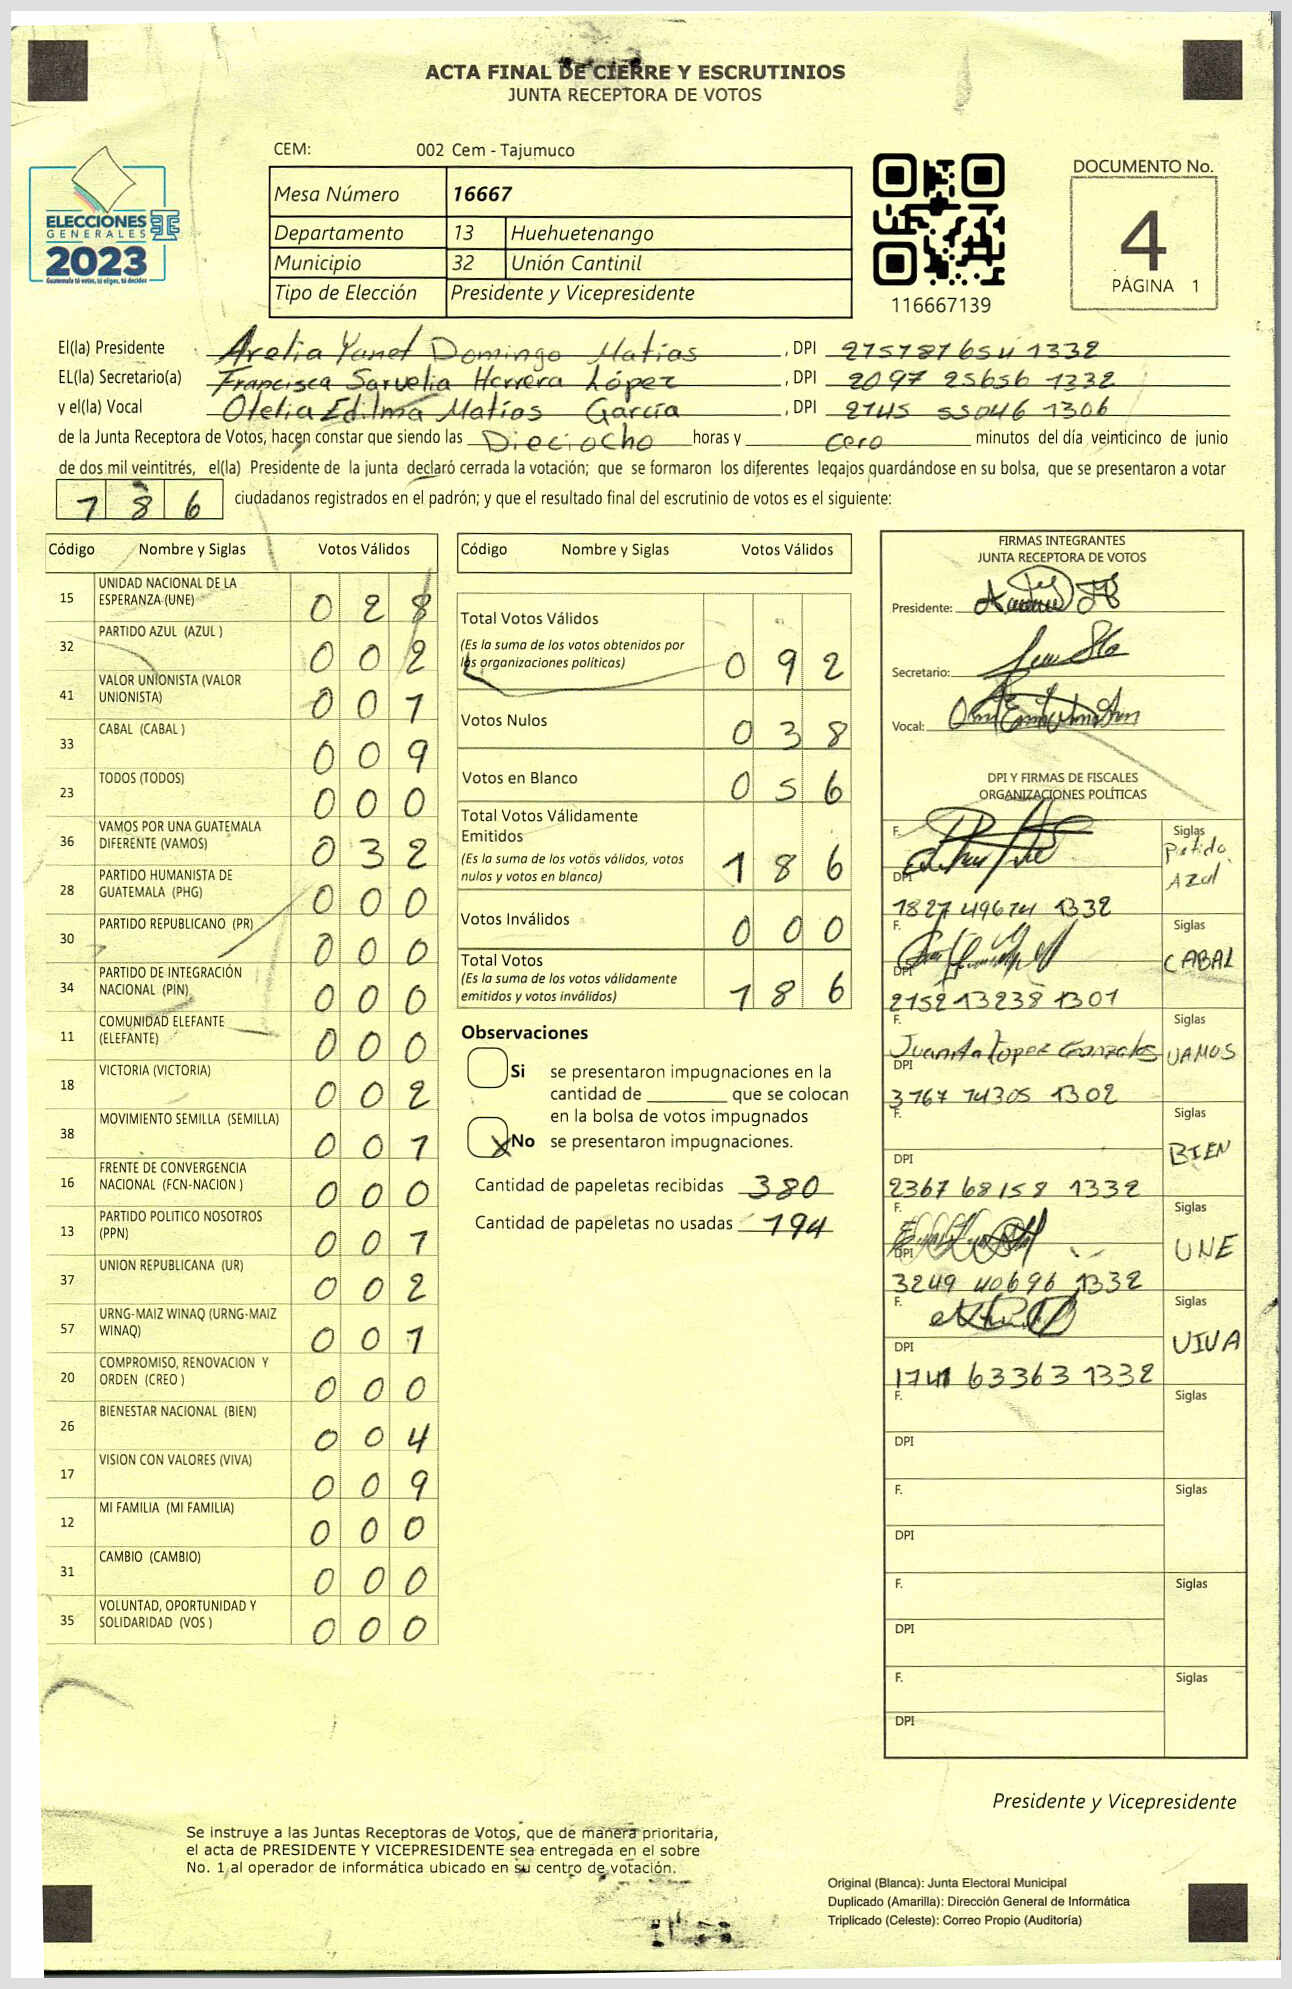 ACTA FINAL DE CIERRE Y ESCRUTINIOS
JUNTA RECEPTORA DE VOTOS
CEM: 002 Cem - Tajumuco
Mesa Número 16667
Departamento 13 Huehuetenango
Municipio 32 Unión Cantinil
Tipo de Elección Presidente y Vicepresidente
ELECCIONES
GENERALES
2023
Guatemala tú votas, tú eliges, tú decides
116667139
DOCUMENTO No.
4
PÁGINA 1
El(la) Presidente Arelia Yanet Domingo Matías, DPI 275787654 1332
EL(la) Secretario(a) Francisca Sarvelia Herrera López, DPI 2097 25656 1332
y el(la) Vocal Otelia Edilma Matías García, DPI 2745 55046 1306
de la Junta Receptora de Votos, hacen constar que siendo las Dieciocho horas y cero minutos del día veinticinco de junio
de dos mil veintitrés, el(la) Presidente de la junta declaró cerrada la votación; que se formaron los diferentes legajos guardándose en su bolsa, que se presentaron a votar
186 ciudadanos registrados en el padrón; y que el resultado final del escrutinio de votos es el siguiente:
Código Nombre y Siglas Votos Válidos
15 UNIDAD NACIONAL DE LA ESPERANZA (UNE) 0 2 8
32 PARTIDO AZUL (AZUL ) 0 0 2
41 VALOR UNIONISTA (VALOR UNIONISTA) 0 0 1
33 CABAL (CABAL ) 0 0 9
23 TODOS (TODOS) 0 0 0
36 VAMOS POR UNA GUATEMALA DIFERENTE (VAMOS) 0 3 2
28 PARTIDO HUMANISTA DE GUATEMALA (PHG) 0 0 0
30 PARTIDO REPUBLICANO (PR) 0 0 0
34 PARTIDO DE INTEGRACIÓN NACIONAL (PIN) 0 0 0
11 COMUNIDAD ELEFANTE (ELEFANTE) 0 0 0
18 VICTORIA (VICTORIA) 0 0 2
38 MOVIMIENTO SEMILLA (SEMILLA) 0 0 1
16 FRENTE DE CONVERGENCIA NACIONAL (FCN-NACION ) 0 0 0
13 PARTIDO POLITICO NOSOTROS (PPN) 0 0 1
37 UNION REPUBLICANA (UR) 0 0 2
57 URNG-MAIZ WINAQ (URNG-MAIZ WINAQ) 0 0 1
20 COMPROMISO, RENOVACION Y ORDEN (CREO ) 0 0 0
26 BIENESTAR NACIONAL (BIEN) 0 0 4
17 VISION CON VALORES (VIVA) 0 0 9
12 MI FAMILIA (MI FAMILIA) 0 0 0
31 CAMBIO (CAMBIO) 0 0 0
35 VOLUNTAD, OPORTUNIDAD Y SOLIDARIDAD (VOS ) 0 0 0
Código Nombre y Siglas Votos Válidos
Total Votos Válidos 0 9 2
(Es la suma de los votos obtenidos por
las organizaciones políticas)
Votos Nulos 0 3 8
Votos en Blanco 0 5 6
Total Votos Válidamente
Emitidos 1 8 6
(Es la suma de los votos válidos, votos
nulos y votos en blanco)
Votos Inválidos 0 0 0
Total Votos 1 8 6
(Es la suma de los votos válidamente
emitidos y votos inválidos)
Observaciones
Si se presentaron impugnaciones en la
cantidad de ________ que se colocan
en la bolsa de votos impugnados
X No se presentaron impugnaciones.
Cantidad de papeletas recibidas 380
Cantidad de papeletas no usadas 194
FIRMAS INTEGRANTES
JUNTA RECEPTORA DE VOTOS
Presidente:
Secretario:
Vocal:
DPI Y FIRMAS DE FISCALES
ORGANIZACIONES POLÍTICAS
F. Siglas Partido Azul
DPI 1827 49674 1332
F. Siglas CABAL
DPI 2152 13238 1301
F. Juanita López Gonzales Siglas VAMOS
DPI 3767 74305 1302
F. Siglas BIEN
DPI 2367 68158 1332
F. Siglas UNE
DPI 3249 40696 1332
F. Siglas VIVA
DPI 1741 63363 1332
F. Siglas
DPI
F. Siglas
DPI
F. Siglas
DPI
F. Siglas
DPI
Presidente y Vicepresidente
Se instruye a las Juntas Receptoras de Votos, que de manera prioritaria,
el acta de PRESIDENTE Y VICEPRESIDENTE sea entregada en el sobre
No. 1 al operador de informática ubicado en su centro de votación.
Original (Blanca): Junta Electoral Municipal
Duplicado (Amarilla): Dirección General de Informática
Triplicado (Celeste): Correo Propio (Auditoría)